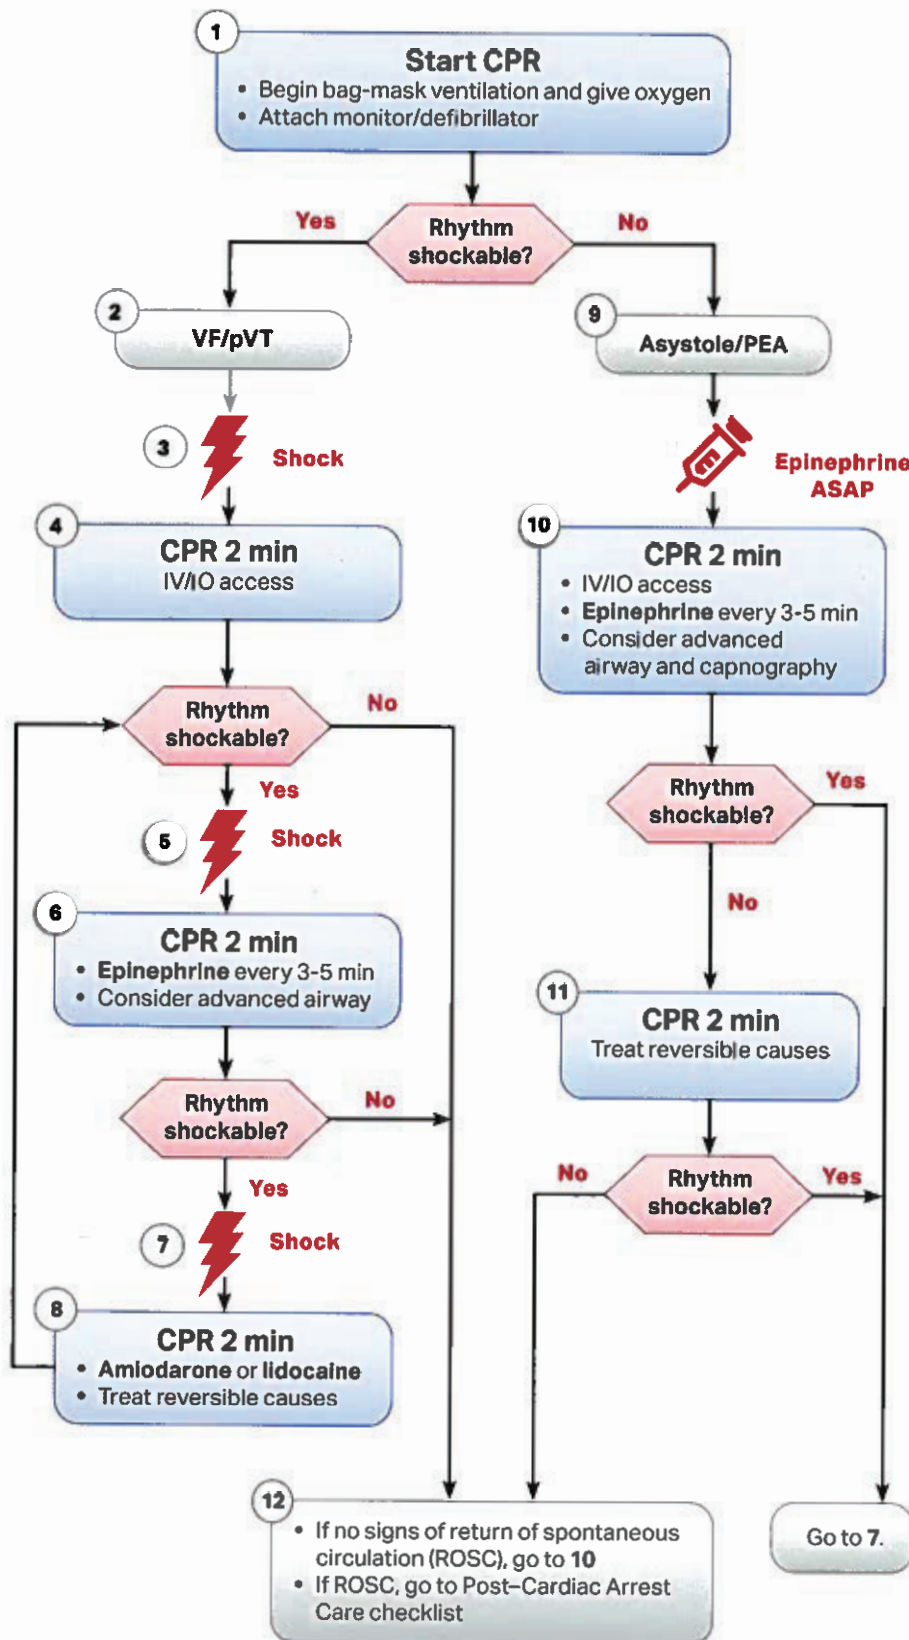 1
Start CPR
• Begin bag-mask ventilation and give oxygen
• Attach monitor/defibrillator
Rhythm
shockable?
Yes
No
2
VF/pVT
3
Shock
4
CPR 2 min
IV/IO access
Rhythm
shockable?
No
Yes
5
Shock
6
CPR 2 min
• Epinephrine every 3-5 min
• Consider advanced airway
Rhythm
shockable?
No
Yes
7
Shock
8
CPR 2 min
• Amiodarone or lidocaine
• Treat reversible causes
9
Asystole/PEA
Epinephrine
ASAP
10
CPR 2 min
• IV/IO access
• Epinephrine every 3-5 min
• Consider advanced
airway and capnography
Rhythm
shockable?
Yes
No
11
CPR 2 min
Treat reversible causes
Rhythm
shockable?
No
Yes
12
• If no signs of return of spontaneous
circulation (ROSC), go to 10
• If ROSC, go to Post–Cardiac Arrest
Care checklist
Go to 7.